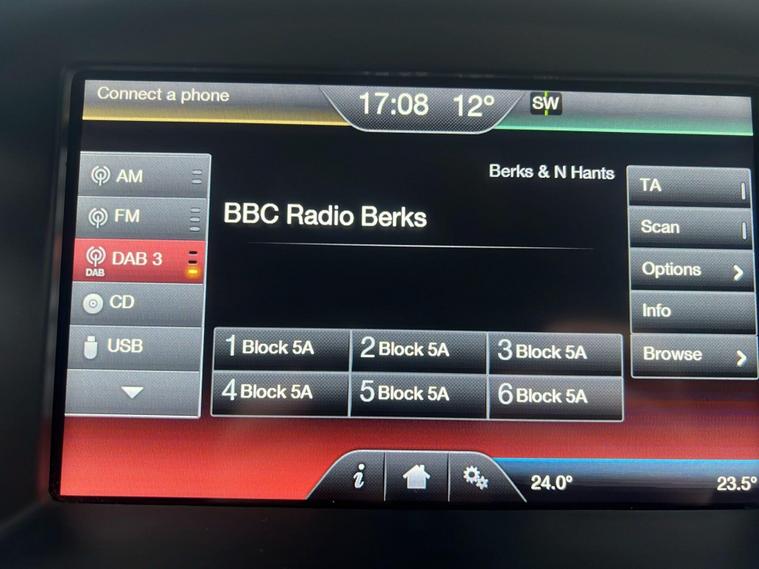 Connect a phone
17:08 12° SW
Berks & N Hants
BBC Radio Berks
AM
FM
DAB DAB 3
CD
USB
TA
Scan
Options
Info
Browse
1 Block 5A 2 Block 5A 3 Block 5A
4 Block 5A 5 Block 5A 6 Block 5A
i
24.0° 23.5°